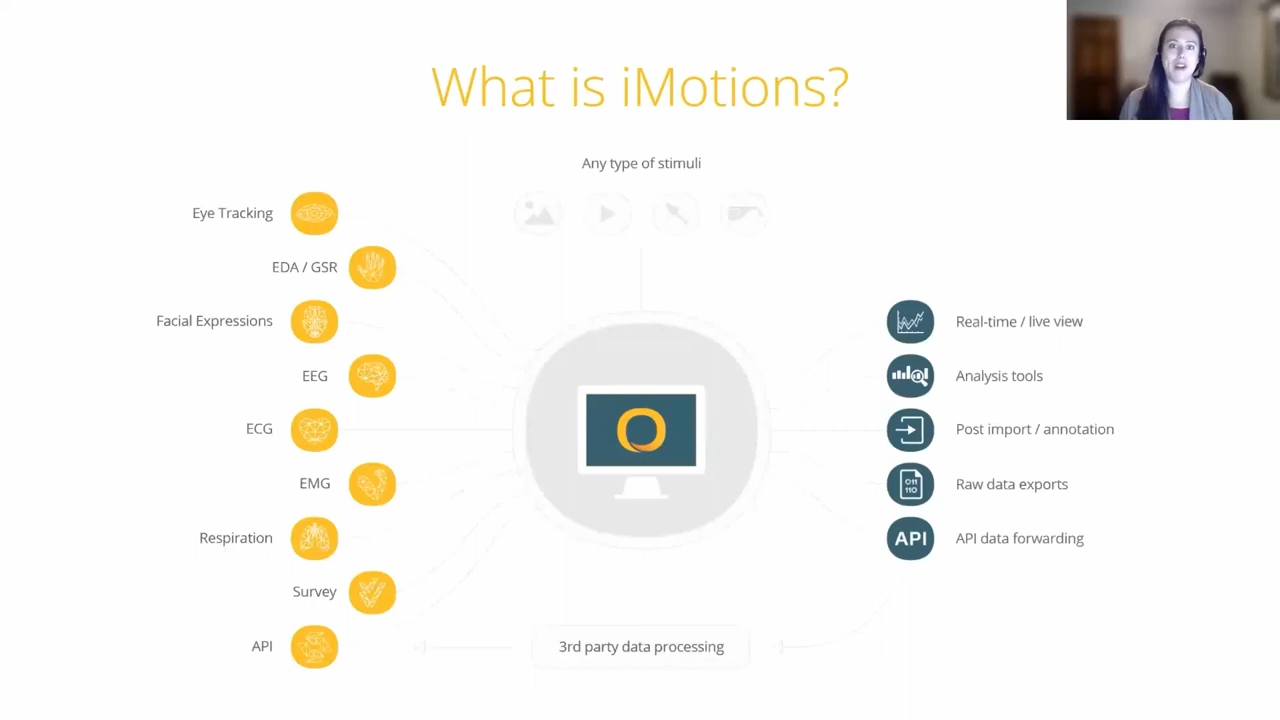 What is iMotions?
Any type of stimuli
Eye Tracking
EDA / GSR
Facial Expressions
EEG
ECG
EMG
Respiration
Survey
API
Real-time / live view
Analysis tools
Post import / annotation
011
110
Raw data exports
API
API data forwarding
3rd party data processing